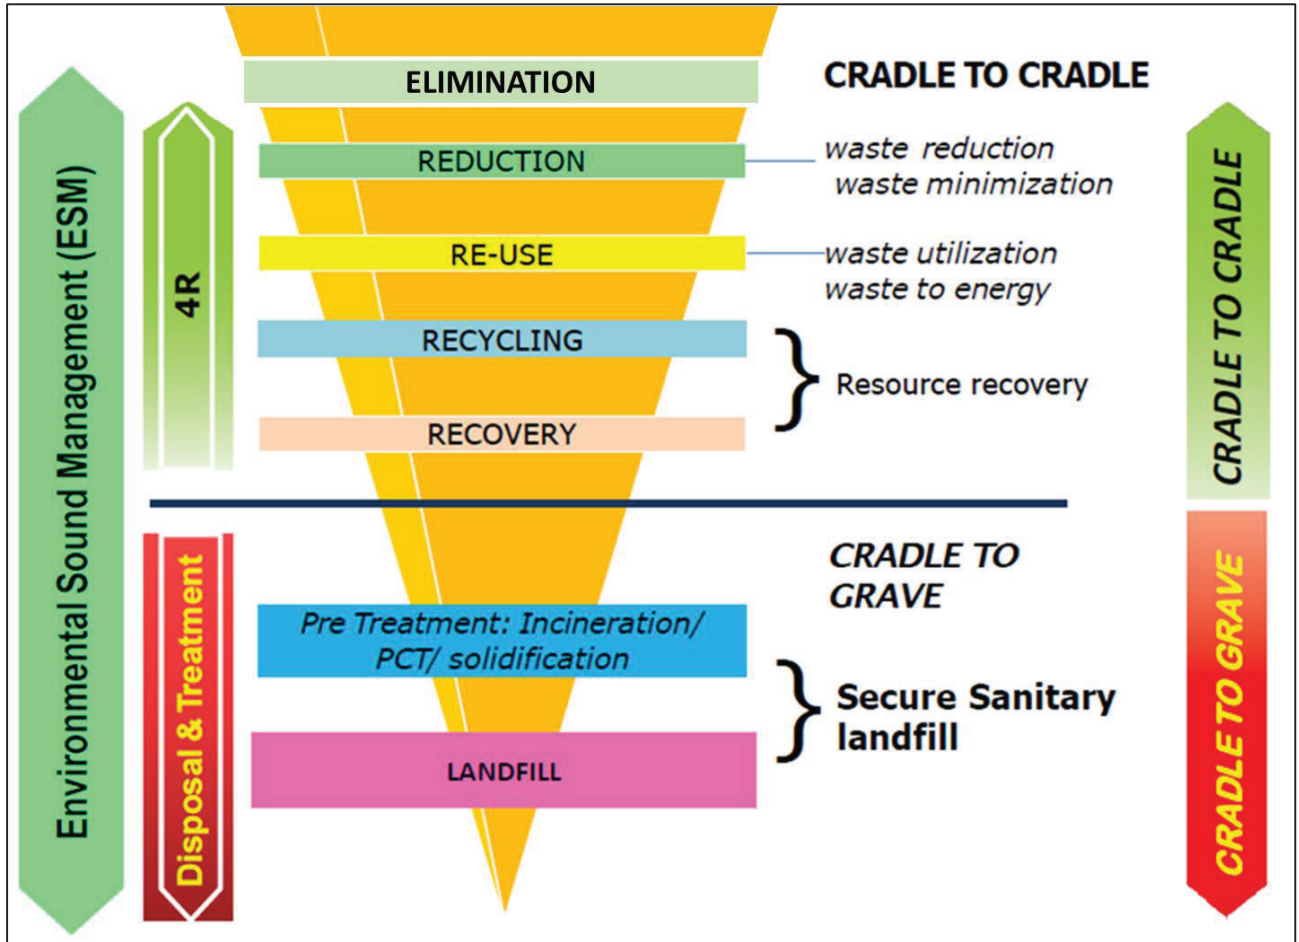 Environmental Sound Management (ESM)
4R
Disposal & Treatment
ELIMINATION
REDUCTION
RE-USE
RECYCLING
RECOVERY
Pre Treatment: Incineration/
PCT/ solidification
LANDFILL
CRADLE TO CRADLE
waste reduction
waste minimization
waste utilization
waste to energy
Resource recovery
CRADLE TO
GRAVE
Secure Sanitary
landfill
CRADLE TO CRADLE
CRADLE TO GRAVE